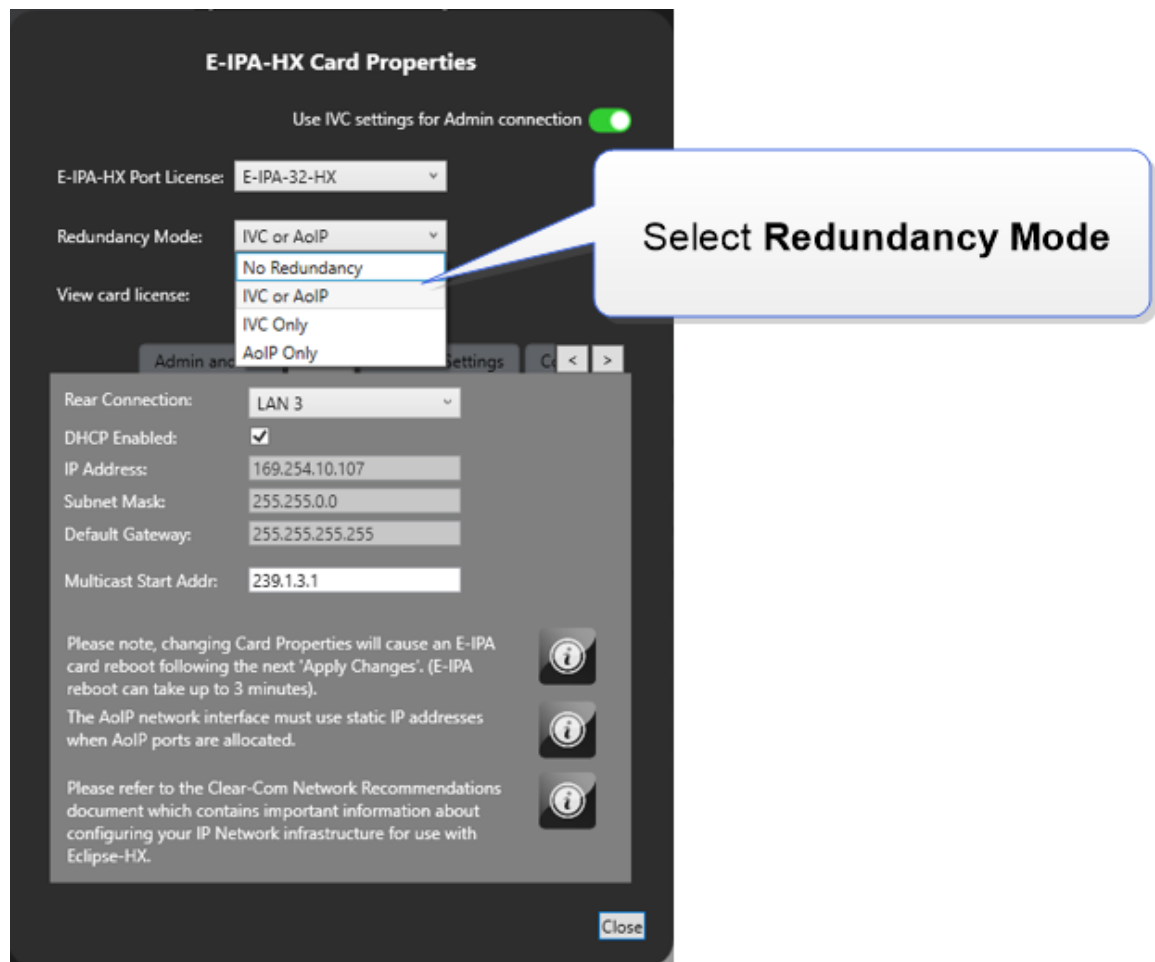 E-IPA-HX Card Properties
Use IVC settings for Admin connection
E-IPA-HX Port License: E-IPA-32-HX
Select Redundancy Mode
Redundancy Mode: IVC or AoIP
No Redundancy
View card license: IVC or AoIP
IVC Only
AoIP Only
Admin and Settings < >
Rear Connection: LAN 3
DHCP Enabled:
IP Address: 169.254.10.107
Subnet Mask: 255.255.0.0
Default Gateway: 255.255.255.255
Multicast Start Addr: 239.1.3.1
Please note, changing Card Properties will cause an E-IPA
card reboot following the next 'Apply Changes'. (E-IPA
reboot can take up to 3 minutes).
The AoIP network interface must use static IP addresses
when AoIP ports are allocated.
Please refer to the Clear-Com Network Recommendations
document which contains important information about
configuring your IP Network infrastructure for use with
Eclipse-HX.
Close